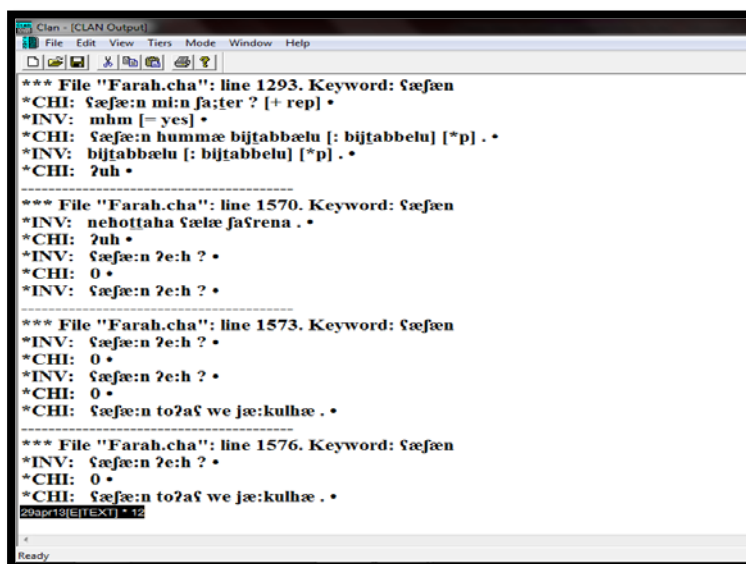 Clan - [CLAN Output]
File Edit View Tiers Mode Window Help
*** File "Farah.cha": line 1293. Keyword: ʕæʃæn
*CHI: ʕæʃæ:n mi:n ʃa;ṯer ? [+ rep] •
*INV: mhm [= yes] •
*CHI: ʕæʃæ:n hummæ bijṯabbælu [: bijṯabbelu] [*p] . •
*INV: bijṯabbælu [: bijṯabbelu] [*p] . •
*CHI: ʔuh •
----------------------------------------
*** File "Farah.cha": line 1570. Keyword: ʕæʃæn
*INV: neħoṯṯaha ʕælæ ʃaʕrena . •
*CHI: ʔuh •
*INV: ʕæʃæ:n ʔe:h ? •
*CHI: 0 •
*INV: ʕæʃæ:n ʔe:h ? •
----------------------------------------
*** File "Farah.cha": line 1573. Keyword: ʕæʃæn
*INV: ʕæʃæ:n ʔe:h ? •
*CHI: 0 •
*INV: ʕæʃæ:n ʔe:h ? •
*CHI: 0 •
*CHI: ʕæʃæ:n toʔaʕ we jæ:kulhæ . •
----------------------------------------
*** File "Farah.cha": line 1576. Keyword: ʕæʃæn
*INV: ʕæʃæ:n ʔe:h ? •
*CHI: 0 •
*CHI: ʕæʃæ:n toʔaʕ we jæ:kulhæ . •
29apr13[E|TEXT] * 12
Ready